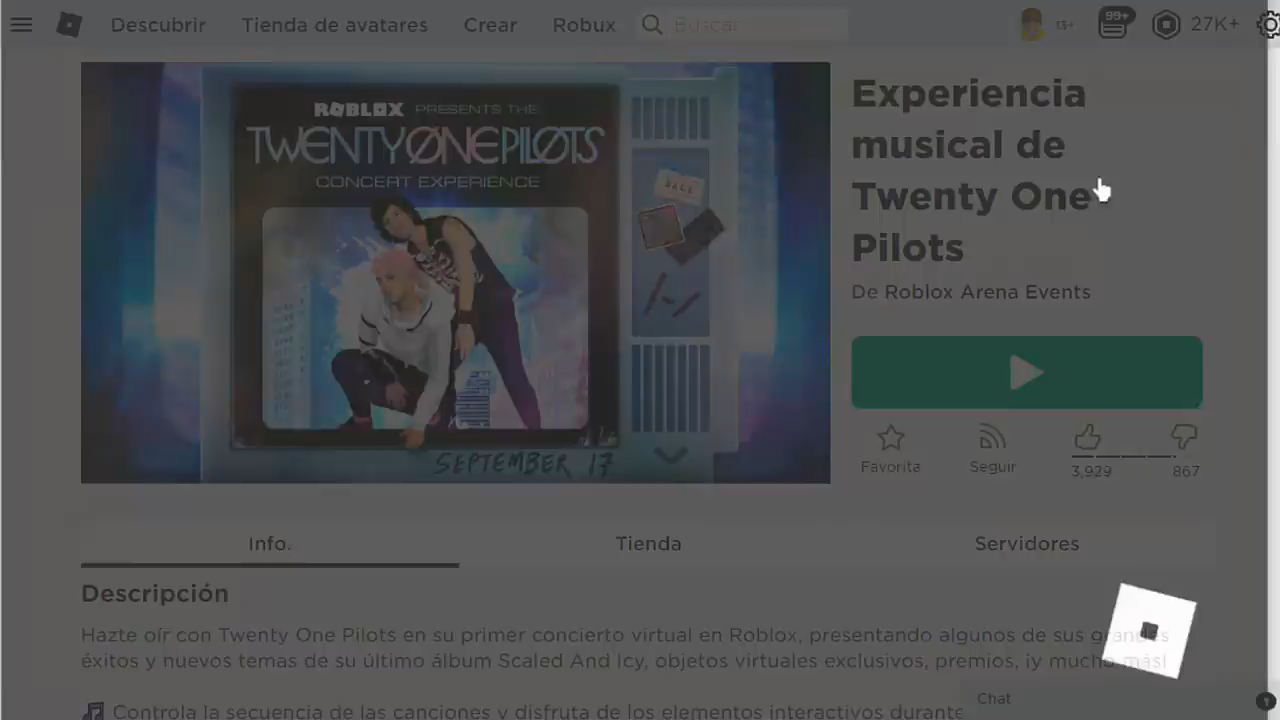 Descubrir Tienda de avatares Crear Robux Buscar 13+ 99+ 27K+
ROBLOX PRESENTS THE
TWENTY ONE PILOTS
CONCERT EXPERIENCE
SALE
SEPTEMBER 17
Experiencia
musical de
Twenty One
Pilots
De Roblox Arena Events
Favorita Seguir 3,929 867
Info. Tienda Servidores
Descripción
Hazte oír con Twenty One Pilots en su primer concierto virtual en Roblox, presentando algunos de sus grandes
éxitos y nuevos temas de su último álbum Scaled And Icy, objetos virtuales exclusivos, premios, ¡y mucho más!
Controla la secuencia de las canciones y disfruta de los elementos interactivos durante
Chat